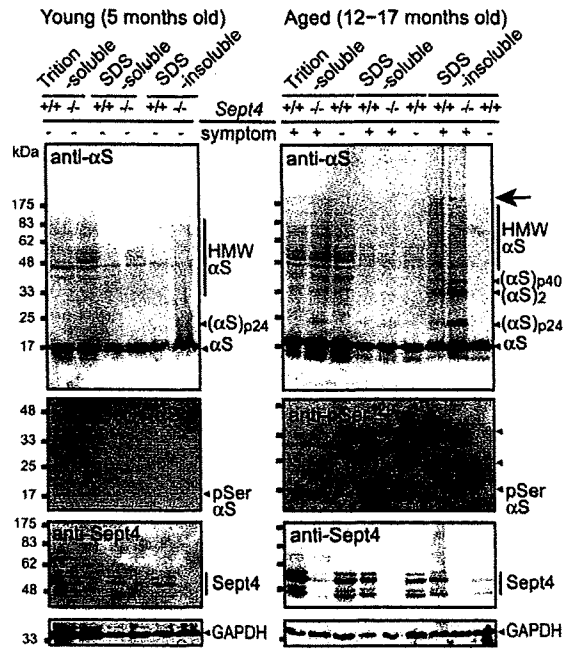 Young (5 months old) Aged (12−17 months old)
Trition -soluble SDS -soluble SDS -insoluble Trition -soluble SDS -soluble SDS -insoluble
+/+ -/- +/+ -/- +/+ -/- Sept4 +/+ -/- +/+ +/+ -/- +/+ +/+ -/- +/+
- - - - - - symptom + + - + + - + + -
kDa anti-αS anti-αS
175
83
62 HMW HMW
48 αS αS
(αS)p40
33 (αS)2
25 (αS)p24 (αS)p24
17 αS αS
48
33
25
17 pSer pSer
αS αS
175 anti-Sept4 anti-Sept4
83
62
48 Sept4 Sept4
33 GAPDH GAPDH